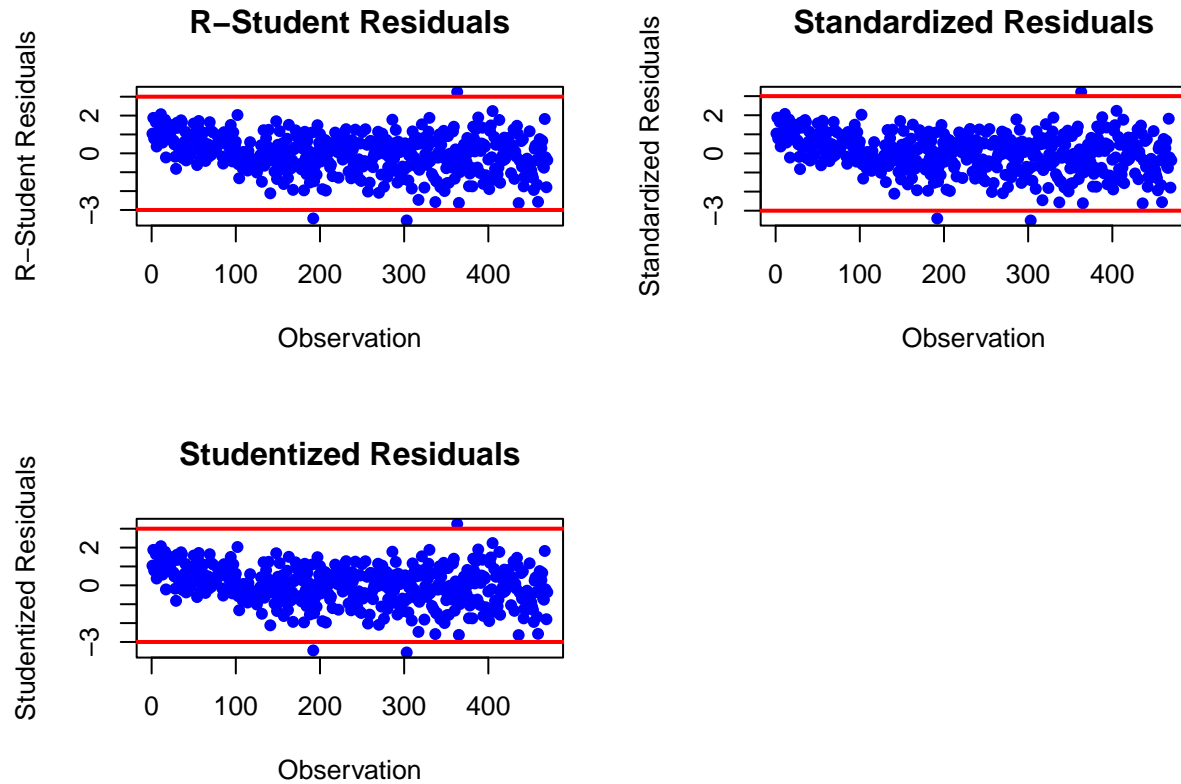 R−Student Residuals
R−Student Residuals
2
0
−3
0 100 200 300 400
Observation
Standardized Residuals
Standardized Residuals
2
0
−3
0 100 200 300 400
Observation
Studentized Residuals
Studentized Residuals
2
0
−3
0 100 200 300 400
Observation